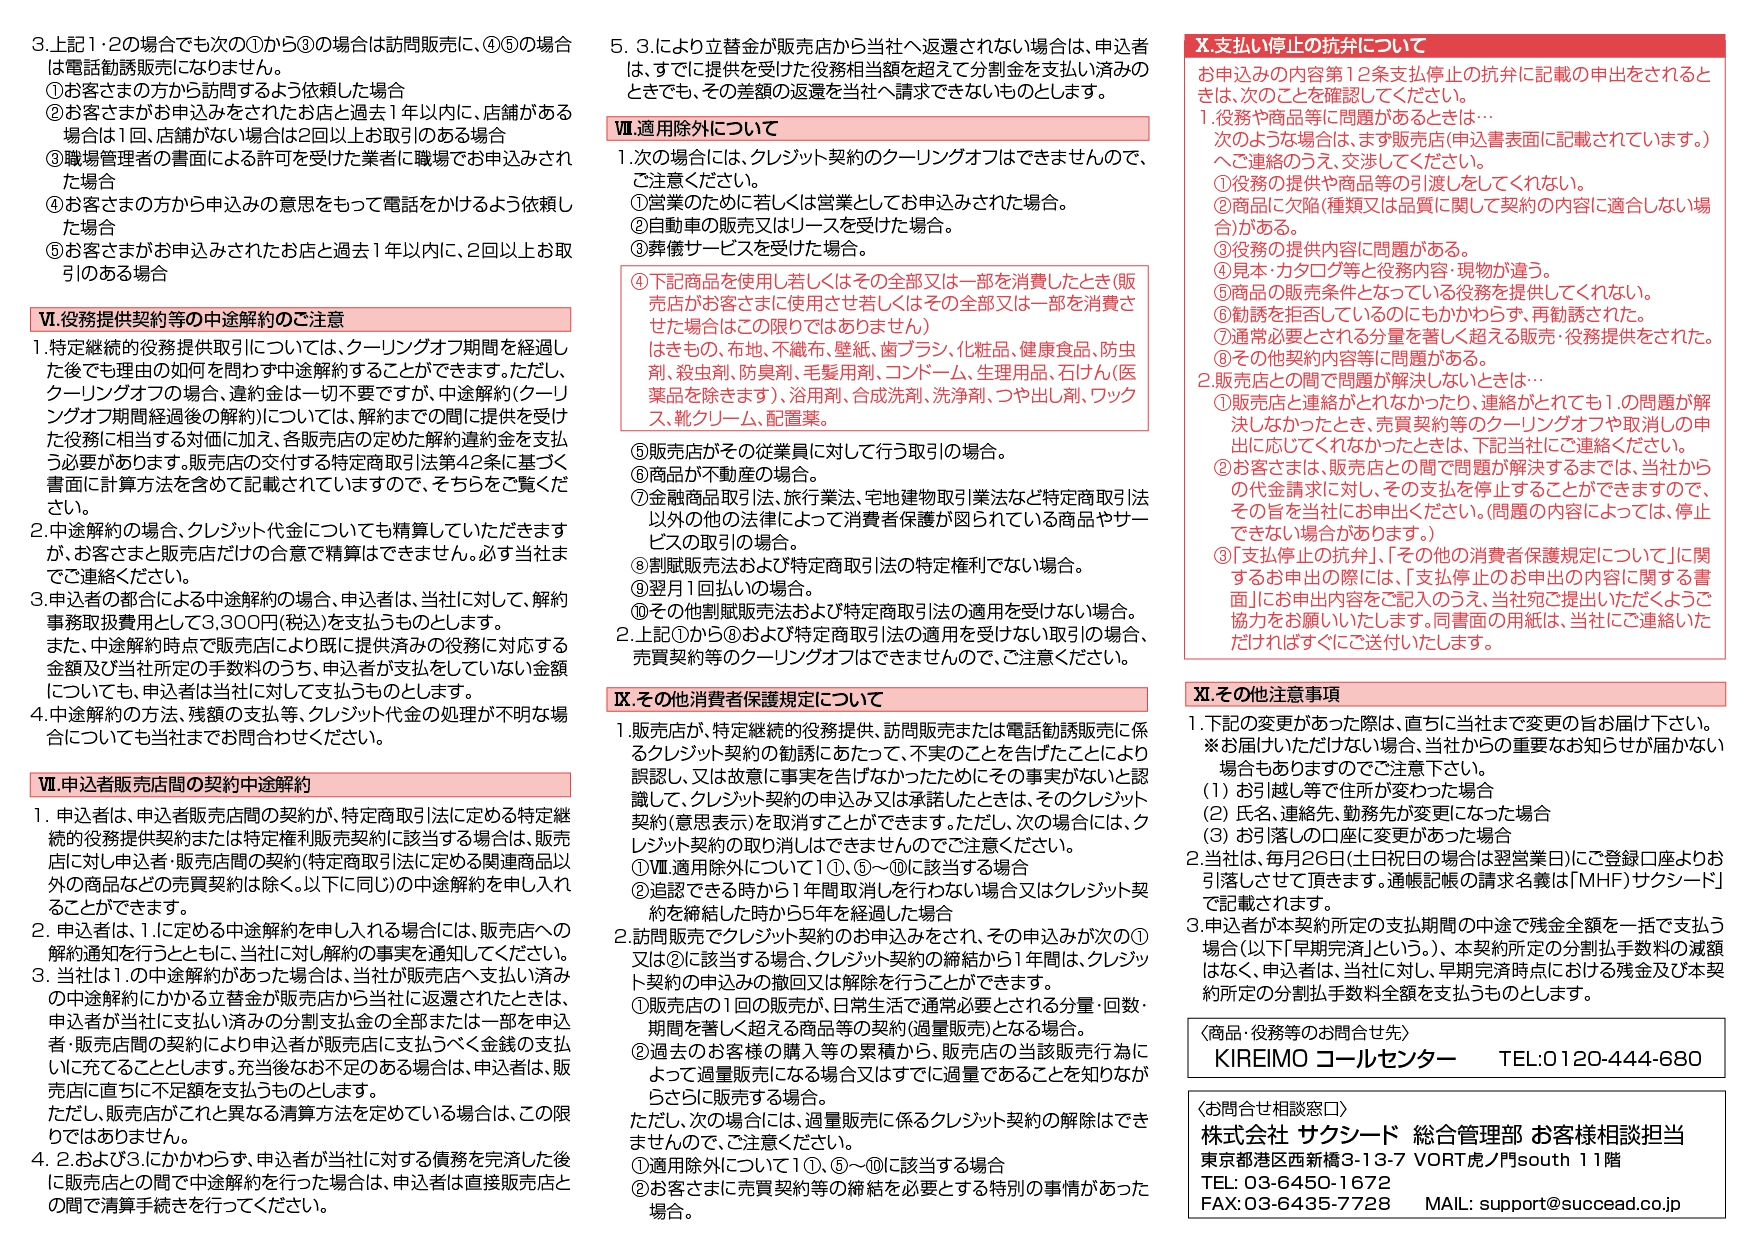 3.上記1･2の場合でも次の①から③の場合は訪問販売に、④⑤の場合
は電話勧誘販売になりません。
①お客さまの方から訪問するよう依頼した場合
②お客さまがお申込みをされたお店と過去1年以内に、店舗がある
場合は1回、店舗がない場合は2回以上お取引のある場合
③職場管理者の書面による許可を受けた業者に職場でお申込みされ
た場合
④お客さまの方から申込みの意思をもって電話をかけるよう依頼し
た場合
⑤お客さまがお申込みされたお店と過去1年以内に、2回以上お取
引のある場合
Ⅵ.役務提供契約等の中途解約のご注意
1.特定継続的役務提供取引については、クーリングオフ期間を経過し
た後でも理由の如何を問わず中途解約することができます。ただし、
クーリングオフの場合、違約金は一切不要ですが、中途解約(クーリ
ングオフ期間経過後の解約)については、解約までの間に提供を受け
た役務に相当する対価に加え、各販売店の定めた解約違約金を支払
う必要があります。販売店の交付する特定商取引法第42条に基づく
書面に計算方法を含めて記載されていますので、そちらをご覧くだ
さい。
2.中途解約の場合、クレジット代金についても精算していただきます
が、お客さまと販売店だけの合意で精算はできません。必す当社ま
でご連絡ください。
3.申込者の都合による中途解約の場合、申込者は、当社に対して、解約
事務取扱費用として3,300円(税込)を支払うものとします。
また、中途解約時点で販売店により既に提供済みの役務に対応する
金額及び当社所定の手数料のうち、申込者が支払をしていない金額
についても、申込者は当社に対して支払うものとします。
4.中途解約の方法、残額の支払等、クレジット代金の処理が不明な場
合についても当社までお問合わせください。
Ⅶ.申込者販売店間の契約中途解約
1. 申込者は、申込者販売店間の契約が、特定商取引法に定める特定継
続的役務提供契約または特定権利販売契約に該当する場合は、販売
店に対し申込者･販売店間の契約(特定商取引法に定める関連商品以
外の商品などの売買契約は除く。以下に同じ)の中途解約を申し入れ
ることができます。
2. 申込者は、1.に定める中途解約を申し入れる場合には、販売店への
解約通知を行うとともに、当社に対し解約の事実を通知してください。
3. 当社は1.の中途解約があった場合は、当社が販売店へ支払い済み
の中途解約にかかる立替金が販売店から当社に返還されたときは、
申込者が当社に支払い済みの分割支払金の全部または一部を申込
者･販売店間の契約により申込者が販売店に支払うべく金銭の支払
いに充てることとします。充当後なお不足のある場合は、申込者は、販
売店に直ちに不足額を支払うものとします。
ただし、販売店がこれと異なる清算方法を定めている場合は、この限
りではありません。
4. 2.および3.にかかわらず、申込者が当社に対する債務を完済した後
に販売店との間で中途解約を行った場合は、申込者は直接販売店と
の間で清算手続きを行ってください。
5. 3.により立替金が販売店から当社へ返還されない場合は、申込者
は、すでに提供を受けた役務相当額を超えて分割金を支払い済みの
ときでも、その差額の返還を当社へ請求できないものとします。
Ⅷ.適用除外について
1.次の場合には、クレジット契約のクーリングオフはできませんので、
ご注意ください。
①営業のために若しくは営業としてお申込みされた場合。
②自動車の販売又はリースを受けた場合。
③葬儀サービスを受けた場合。
④下記商品を使用し若しくはその全部又は一部を消費したとき(販
売店がお客さまに使用させ若しくはその全部又は一部を消費さ
せた場合はこの限りではありません)
はきもの、布地、不織布、壁紙、歯ブラシ、化粧品、健康食品、防虫
剤、殺虫剤、防臭剤、毛髪用剤、コンドーム、生理用品、石けん(医
薬品を除きます)、浴用剤、合成洗剤、洗浄剤、つや出し剤、ワック
ス、靴クリーム、配置薬。
⑤販売店がその従業員に対して行う取引の場合。
⑥商品が不動産の場合。
⑦金融商品取引法、旅行業法、宅地建物取引業法など特定商取引法
以外の他の法律によって消費者保護が図られている商品やサー
ビスの取引の場合。
⑧割賦販売法および特定商取引法の特定権利でない場合。
⑨翌月1回払いの場合。
⑩その他割賦販売法および特定商取引法の適用を受けない場合。
2.上記①から⑧および特定商取引法の適用を受けない取引の場合、
売買契約等のクーリングオフはできませんので、ご注意ください。
Ⅸ.その他消費者保護規定について
1.販売店が、特定継続的役務提供、訪問販売または電話勧誘販売に係
るクレジット契約の勧誘にあたって、不実のことを告げたことにより
誤認し、又は故意に事実を告げなかったためにその事実がないと認
識して、クレジット契約の申込み又は承諾したときは、そのクレジット
契約(意思表示)を取消すことができます。ただし、次の場合には、ク
レジット契約の取り消しはできませんのでご注意ください。
①Ⅷ.適用除外について1①、⑤〜⑩に該当する場合
②追認できる時から1年間取消しを行わない場合又はクレジット契
約を締結した時から5年を経過した場合
2.訪問販売でクレジット契約のお申込みをされ、その申込みが次の①
又は②に該当する場合、クレジット契約の締結から1年間は、クレジッ
ト契約の申込みの撤回又は解除を行うことができます。
①販売店の1回の販売が、日常生活で通常必要とされる分量･回数･
期間を著しく超える商品等の契約(過量販売)となる場合。
②過去のお客様の購入等の累積から、販売店の当該販売行為に
よって過量販売になる場合又はすでに過量であることを知りなが
らさらに販売する場合。
ただし、次の場合には、過量販売に係るクレジット契約の解除はでき
ませんので、ご注意ください。
①適用除外について1①、⑤〜⑩に該当する場合
②お客さまに売買契約等の締結を必要とする特別の事情があった
場合。
Ⅹ.支払い停止の抗弁について
お申込みの内容第12条支払停止の抗弁に記載の申出をされると
きは、次のことを確認してください。
1.役務や商品等に問題があるときは…
次のような場合は、まず販売店(申込書表面に記載されています。)
へご連絡のうえ、交渉してください。
①役務の提供や商品等の引渡しをしてくれない。
②商品に欠陥(種類又は品質に関して契約の内容に適合しない場
合)がある。
③役務の提供内容に問題がある。
④見本･カタログ等と役務内容･現物が違う。
⑤商品の販売条件となっている役務を提供してくれない。
⑥勧誘を拒否しているのにもかかわらず、再勧誘された。
⑦通常必要とされる分量を著しく超える販売･役務提供をされた。
⑧その他契約内容等に問題がある。
2.販売店との間で問題が解決しないときは…
①販売店と連絡がとれなかったり、連絡がとれても1.の問題が解
決しなかったとき、売買契約等のクーリングオフや取消しの申
出に応じてくれなかったときは、下記当社にご連絡ください。
②お客さまは、販売店との間で問題が解決するまでは、当社から
の代金請求に対し、その支払を停止することができますので、
その旨を当社にお申出ください。(問題の内容によっては、停止
できない場合があります。)
③「支払停止の抗弁」、「その他の消費者保護規定について」に関
するお申出の際には、「支払停止のお申出の内容に関する書
面」にお申出内容をご記入のうえ、当社宛ご提出いただくようご
協力をお願いいたします。同書面の用紙は、当社にご連絡いた
だければすぐにご送付いたします。
Ⅺ.その他注意事項
1.下記の変更があった際は、直ちに当社まで変更の旨お届け下さい。
※お届けいただけない場合、当社からの重要なお知らせが届かない
場合もありますのでご注意下さい。
(1) お引越し等で住所が変わった場合
(2) 氏名、連絡先、勤務先が変更になった場合
(3) お引落しの口座に変更があった場合
2.当社は、毎月26日(土日祝日の場合は翌営業日)にご登録口座よりお
引落しさせて頂きます。通帳記帳の請求名義は「MHF)サクシード」
で記載されます。
3.申込者が本契約所定の支払期間の中途で残金全額を一括で支払う
場合(以下「早期完済」という。)、本契約所定の分割払手数料の減額
はなく、申込者は、当社に対し、早期完済時点における残金及び本契
約所定の分割払手数料全額を支払うものとします。
〈商品･役務等のお問合せ先〉
KIREIMO コールセンター TEL:0120-444-680
〈お問合せ相談窓口〉
株式会社 サクシード 総合管理部 お客様相談担当
東京都港区西新橋3-13-7 VORT虎ノ門south 11階
TEL: 03-6450-1672
FAX:03-6435-7728 MAIL: support@succead.co.jp